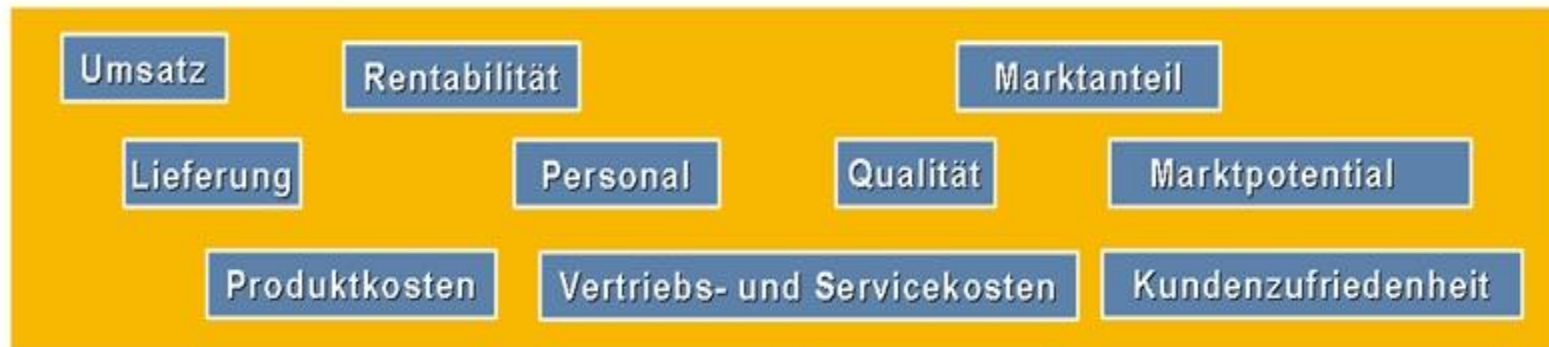 Umsatz
Rentabilität
Marktanteil
Lieferung
Personal
Qualität
Marktpotential
Produktkosten
Vertriebs- und Servicekosten
Kundenzufriedenheit